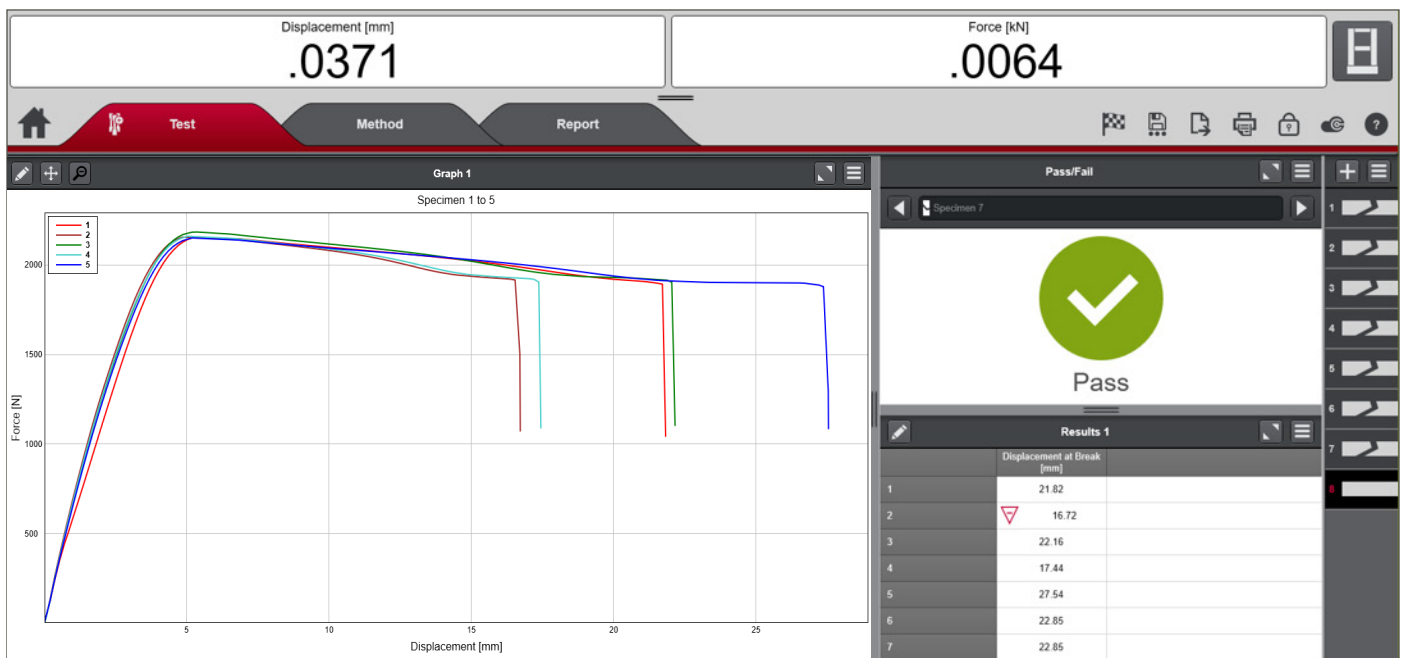 Displacement [mm]
.0371
Force [kN]
.0064
Test
Method
Report
?
Graph 1
Specimen 1 to 5
1
2
3
4
5
Force [N]
2000
1500
1000
500
5
10
15
20
25
Displacement [mm]
Pass/Fail
Specimen 7
Pass
Results 1
Displacement at Break
[mm]
1 21.82
2 16.72
3 22.16
4 17.44
5 27.54
6 22.85
7 22.85
1
2
3
4
5
6
7
8